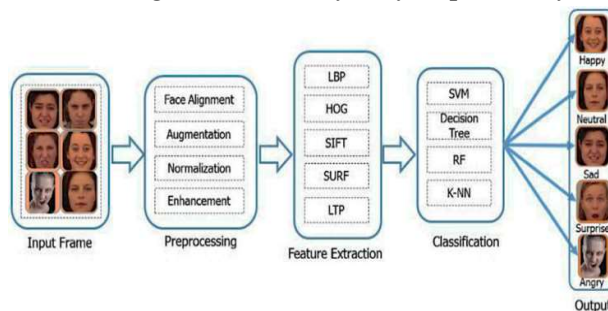 Face Alignment
Augmentation
Normalization
Enhancement
LBP
HOG
SIFT
SURF
LTP
SVM
Decision
Tree
RF
K-NN
Happy
Neutral
Sad
Surprise
Angry
Input Frame
Preprocessing
Feature Extraction
Classification
Output